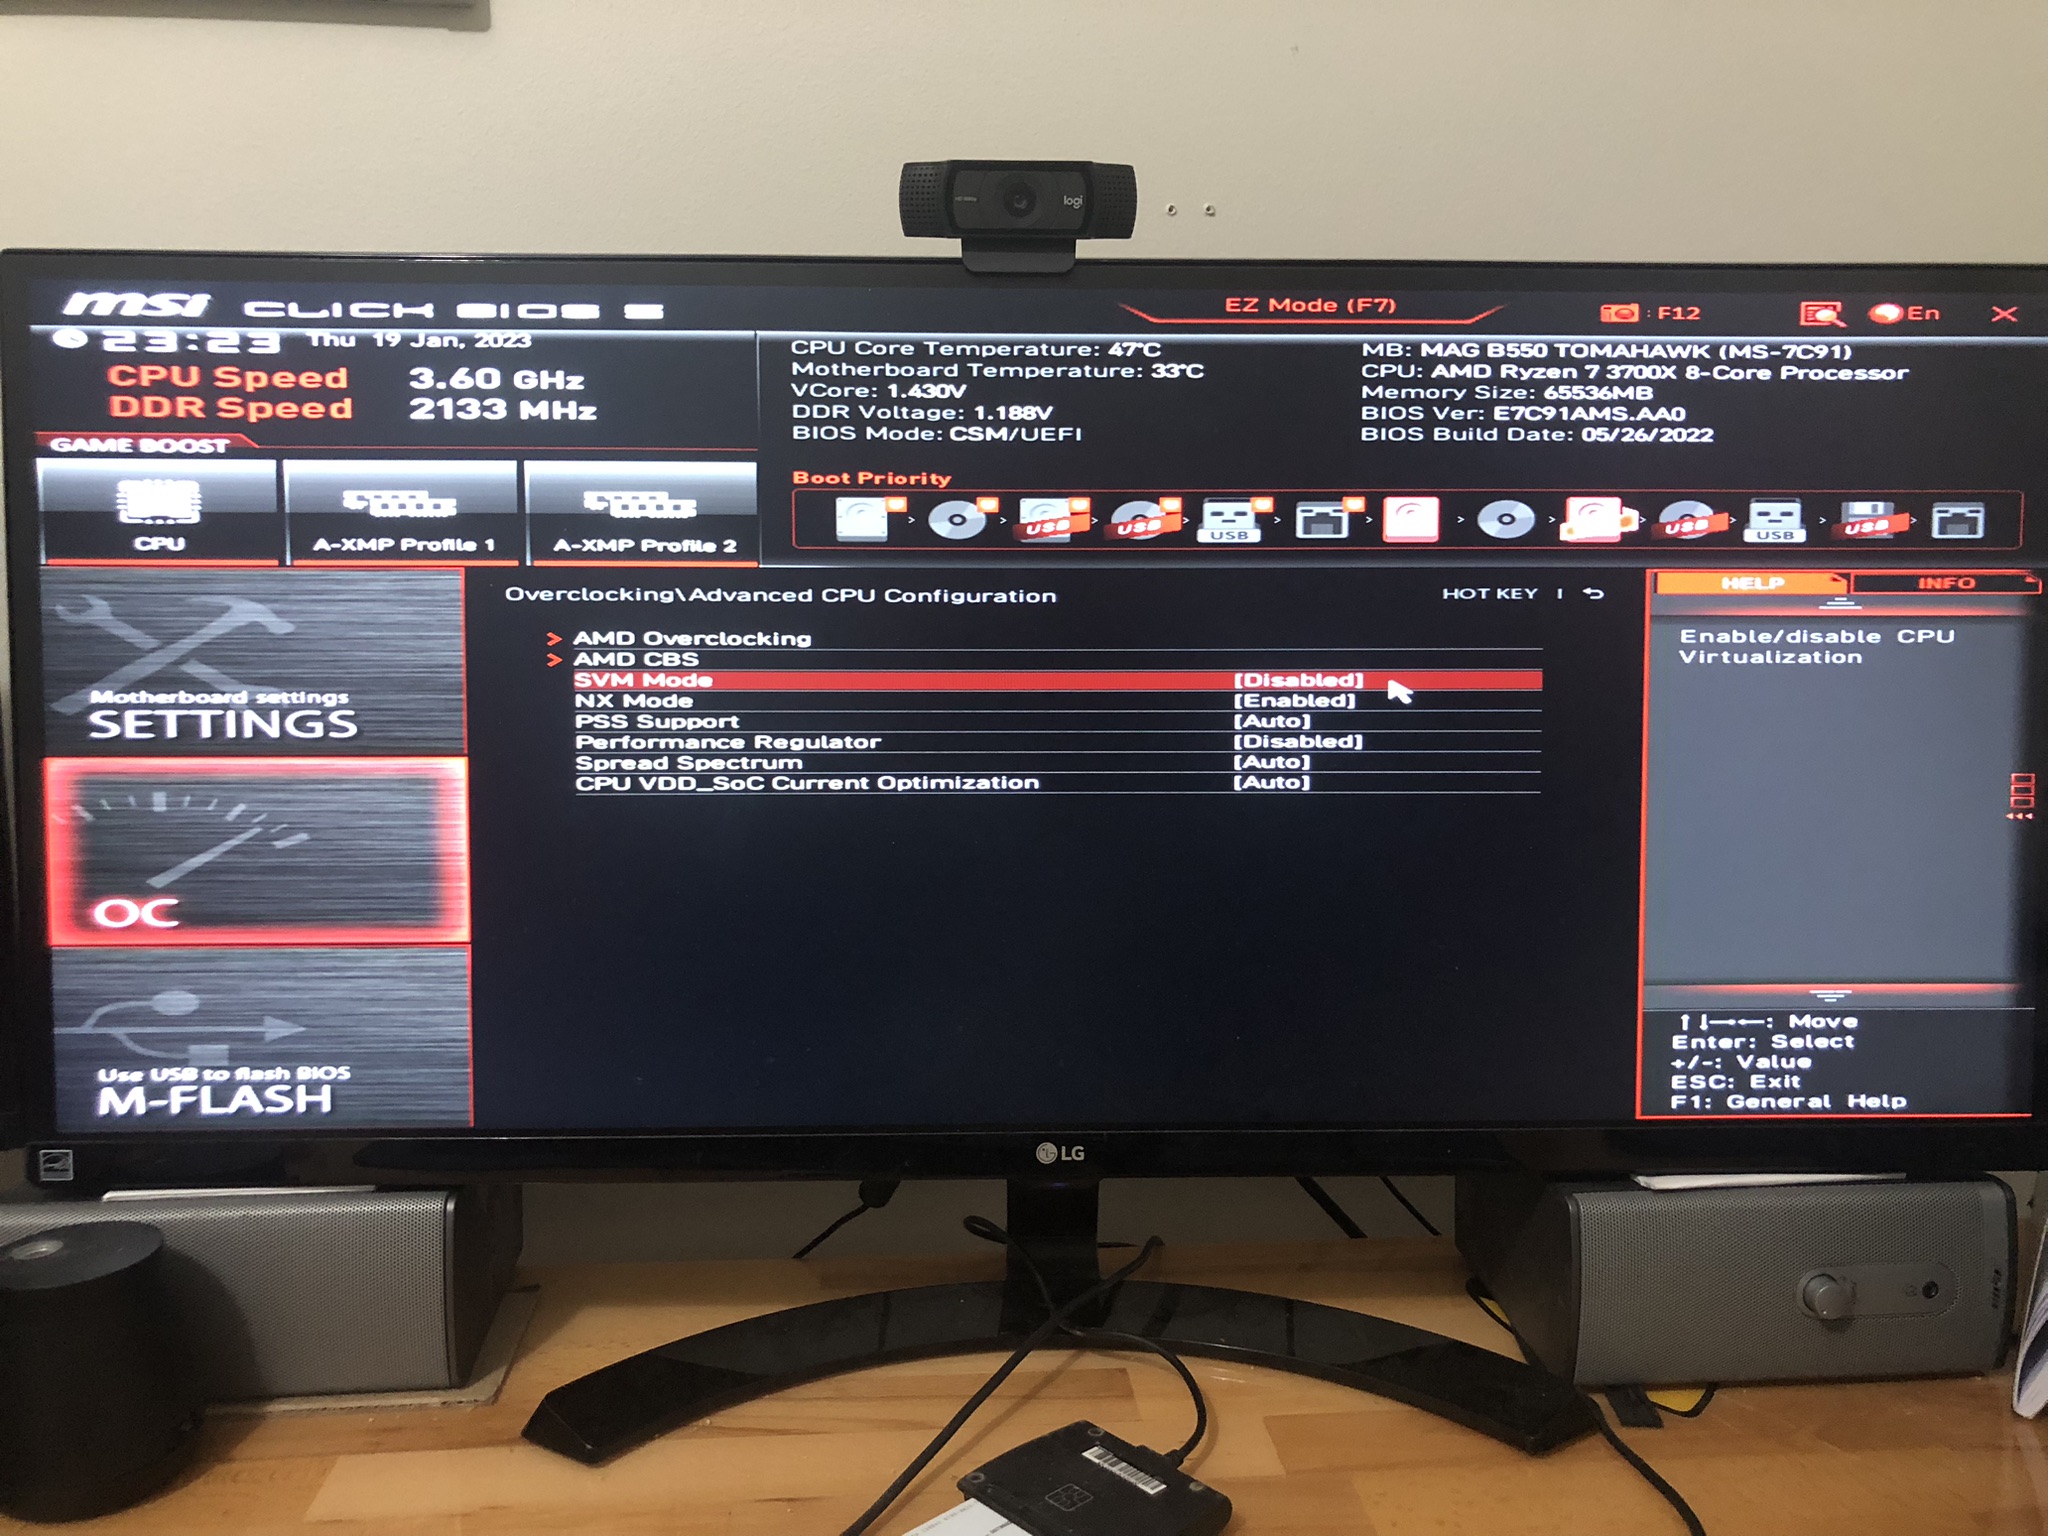 logi
msi CLICK BIOS 5
EZ Mode (F7)
: F12
En
23:23 Thu 19 Jan, 2023
CPU Speed 3.60 GHz
DDR Speed 2133 MHz
CPU Core Temperature: 47°C
Motherboard Temperature: 33°C
VCore: 1.430V
DDR Voltage: 1.188V
BIOS Mode: CSM/UEFI
MB: MAG B550 TOMAHAWK (MS-7C91)
CPU: AMD Ryzen 7 3700X 8-Core Processor
Memory Size: 65536MB
BIOS Ver: E7C91AMS.AA0
BIOS Build Date: 05/26/2022
GAME BOOST
CPU
A-XMP Profile 1
A-XMP Profile 2
Boot Priority
USB
USB
USB
USB
USB
USB
Motherboard settings
SETTINGS
OC
Use USB to flash BIOS
M-FLASH
Overclocking\Advanced CPU Configuration
HOT KEY
> AMD Overclocking
> AMD CBS
SVM Mode [Disabled]
NX Mode [Enabled]
PSS Support [Auto]
Performance Regulator [Disabled]
Spread Spectrum [Auto]
CPU VDD_SoC Current Optimization [Auto]
HELP
INFO
Enable/disable CPU
Virtualization
↑↓→←: Move
Enter: Select
+/-: Value
ESC: Exit
F1: General Help
LG